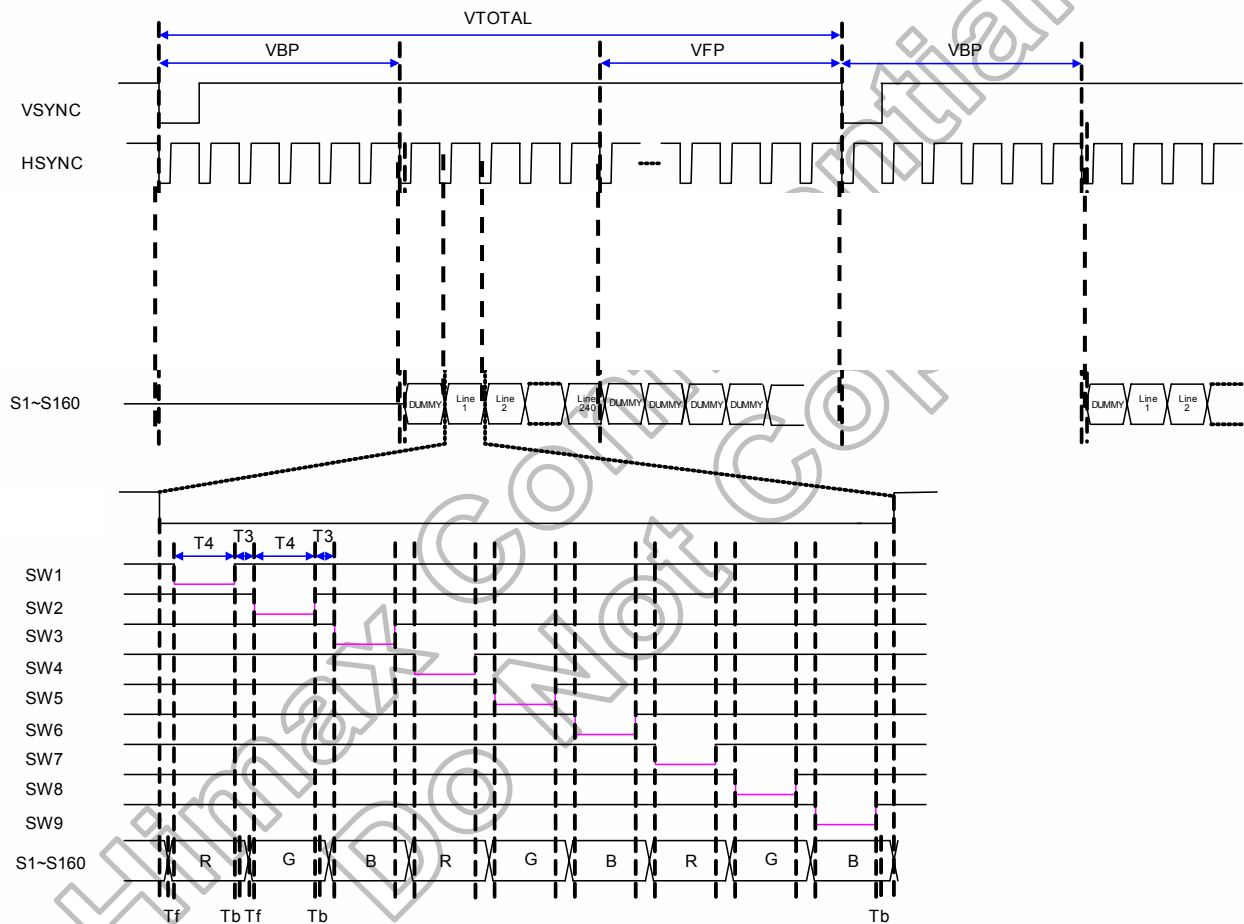 VTOTAL
VBP VFP VBP
VSYNC
HSYNC
S1~S160 DUMMY Line 1 Line 2 Line 240 DUMMY DUMMY DUMMY DUMMY DUMMY Line 1 Line 2
T4 T3 T4 T3
SW1
SW2
SW3
SW4
SW5
SW6
SW7
SW8
SW9
S1~S160 R G B R G B R G B
Tf Tb Tf Tb Tb
Himax Do Not